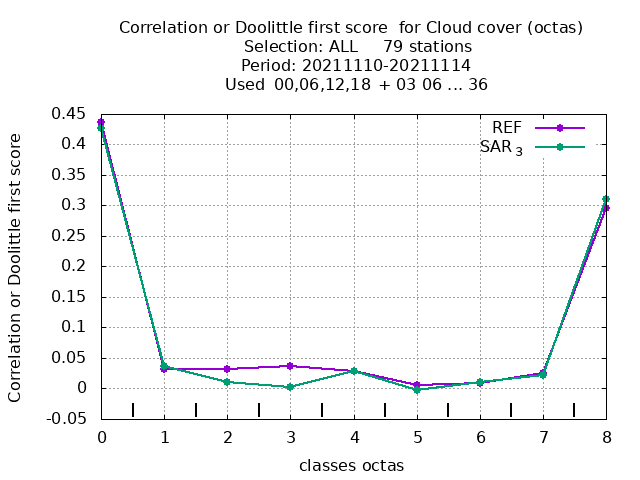 Correlation or Doolittle first score  for Cloud cover (octas)
Selection: ALL     79 stations
Period: 20211110-20211114
Used  00,06,12,18 + 03 06 ... 36
Correlation or Doolittle first score
0.45
0.4
0.35
0.3
0.25
0.2
0.15
0.1
0.05
0
-0.05
REF
SAR 3
0 1 2 3 4 5 6 7 8
classes octas